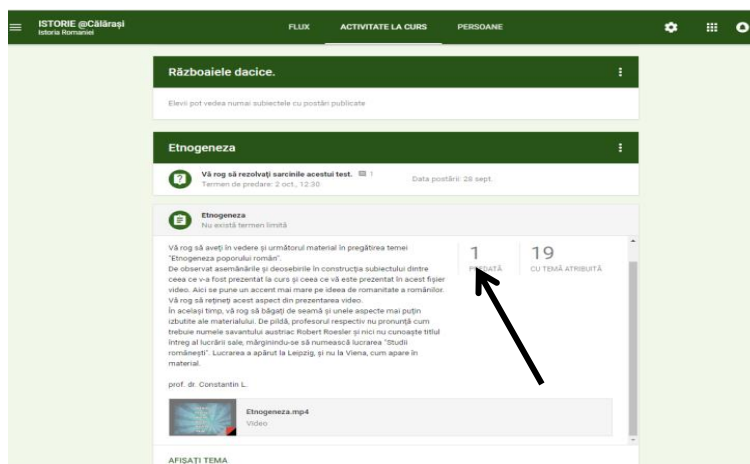 ISTORIE @Călărași
Istoria Romaniei
FLUX
ACTIVITATE LA CURS
PERSOANE
Războaiele dacice.
Elevii pot vedea numai subiectele cu postări publicate
Etnogeneza
Vă rog să rezolvați sarcinile acestui test. 1
Termen de predare: 2 oct., 12:30
Data postării: 28 sept.
Etnogeneza
Nu există termen limită
Vă rog să aveți în vedere și următorul material în pregătirea temei
"Etnogeneza poporului român".
De observat asemănările și deosebirile în construcția subiectului dintre
ceea ce v-a fost prezentat la curs și ceea ce vă este prezentat în acest fișier
video. Aici se pune un accent mai mare pe ideea de romanitate a românilor.
Vă rog să rețineți acest aspect din prezentarea video.
În același timp, vă rog să băgați de seamă și unele aspecte mai puțin
izbutite ale materialului. De pildă, profesorul respectiv nu pronunță cum
trebuie numele savantului austriac Robert Roesler și nici nu cunoaște titlul
întreg al lucrării sale, mărginindu-se să numească lucrarea "Studii
românești". Lucrarea a apărut la Leipzig, și nu la Viena, cum apare în
material.
prof. dr. Constantin L.
1
PREDATĂ
19
CU TEMĂ ATRIBUITĂ
Etnogeneza.mp4
Video
AFIȘAȚI TEMA